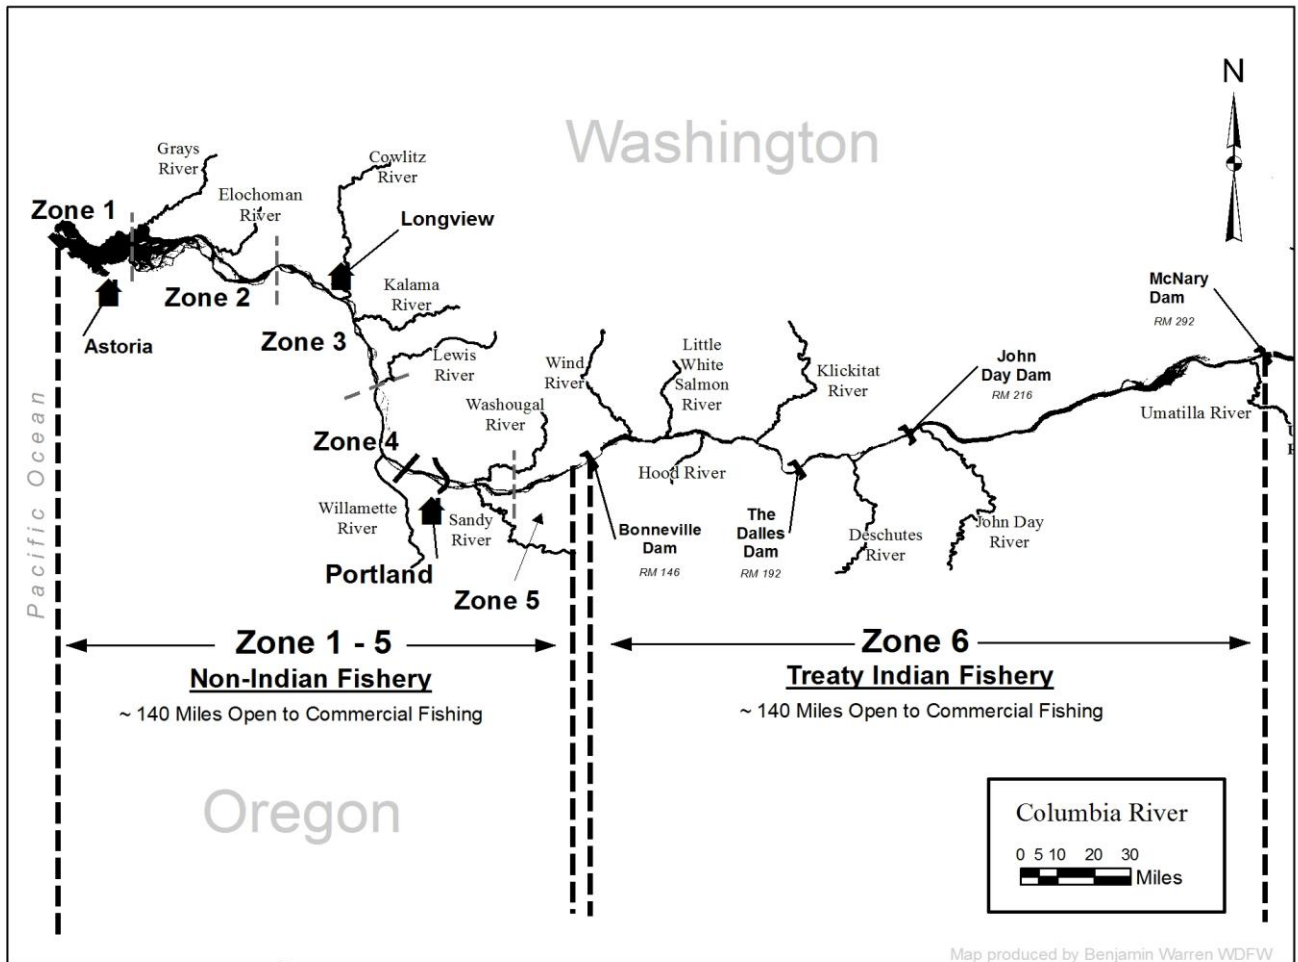 N
Washington
Grays
River
Cowlitz
River
Elochoman
River
Zone 1
Longview
Zone 2
Kalama
River
Astoria
Zone 3
McNary
Dam
RM 292
Lewis
River
Wind
River
Little
White
Salmon
River
Klickitat
River
John
Day Dam
RM 216
Umatilla River
Washougal
River
Zone 4
Hood River
Pacific Ocean
Willamette
River
Sandy
River
Portland
Zone 5
Bonneville
Dam
RM 146
The
Dalles
Dam
RM 192
Deschutes
River
John Day
River
Zone 1 - 5
Non-Indian Fishery
~ 140 Miles Open to Commercial Fishing
Zone 6
Treaty Indian Fishery
~ 140 Miles Open to Commercial Fishing
Oregon
Columbia River
0 5 10 20 30
Miles
Map produced by Benjamin Warren WDFW